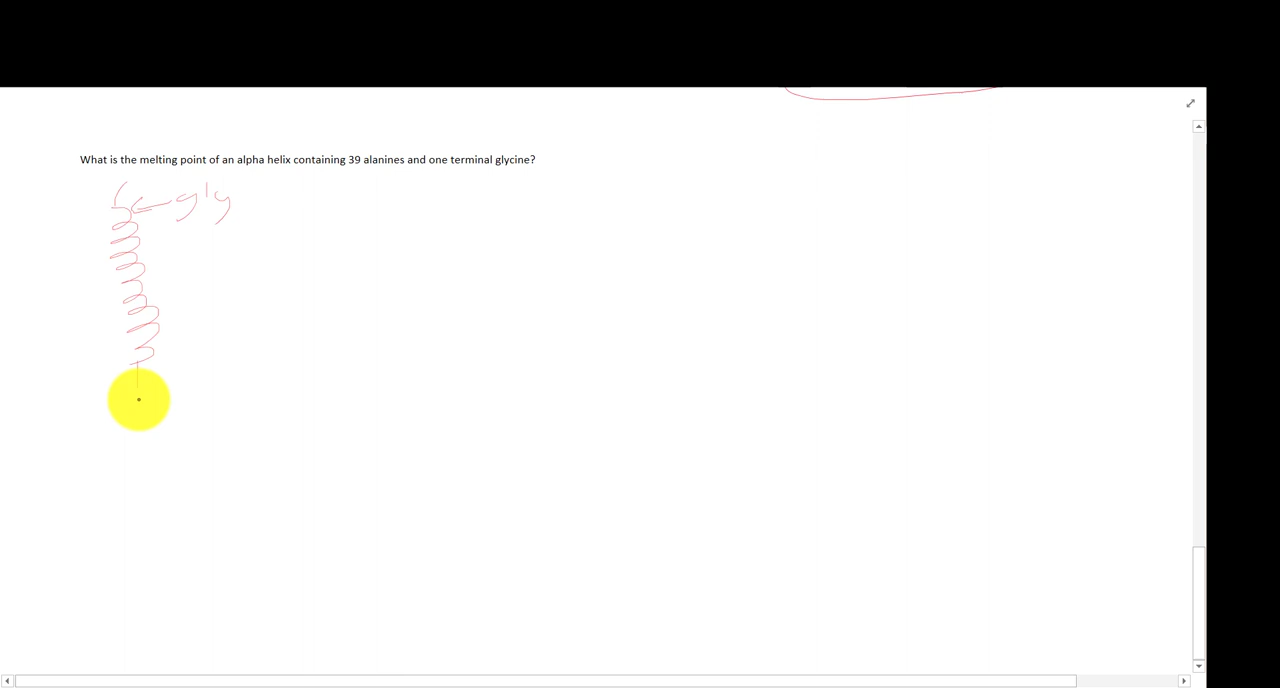 What is the melting point of an alpha helix containing 39 alanines and one terminal glycine?
gly